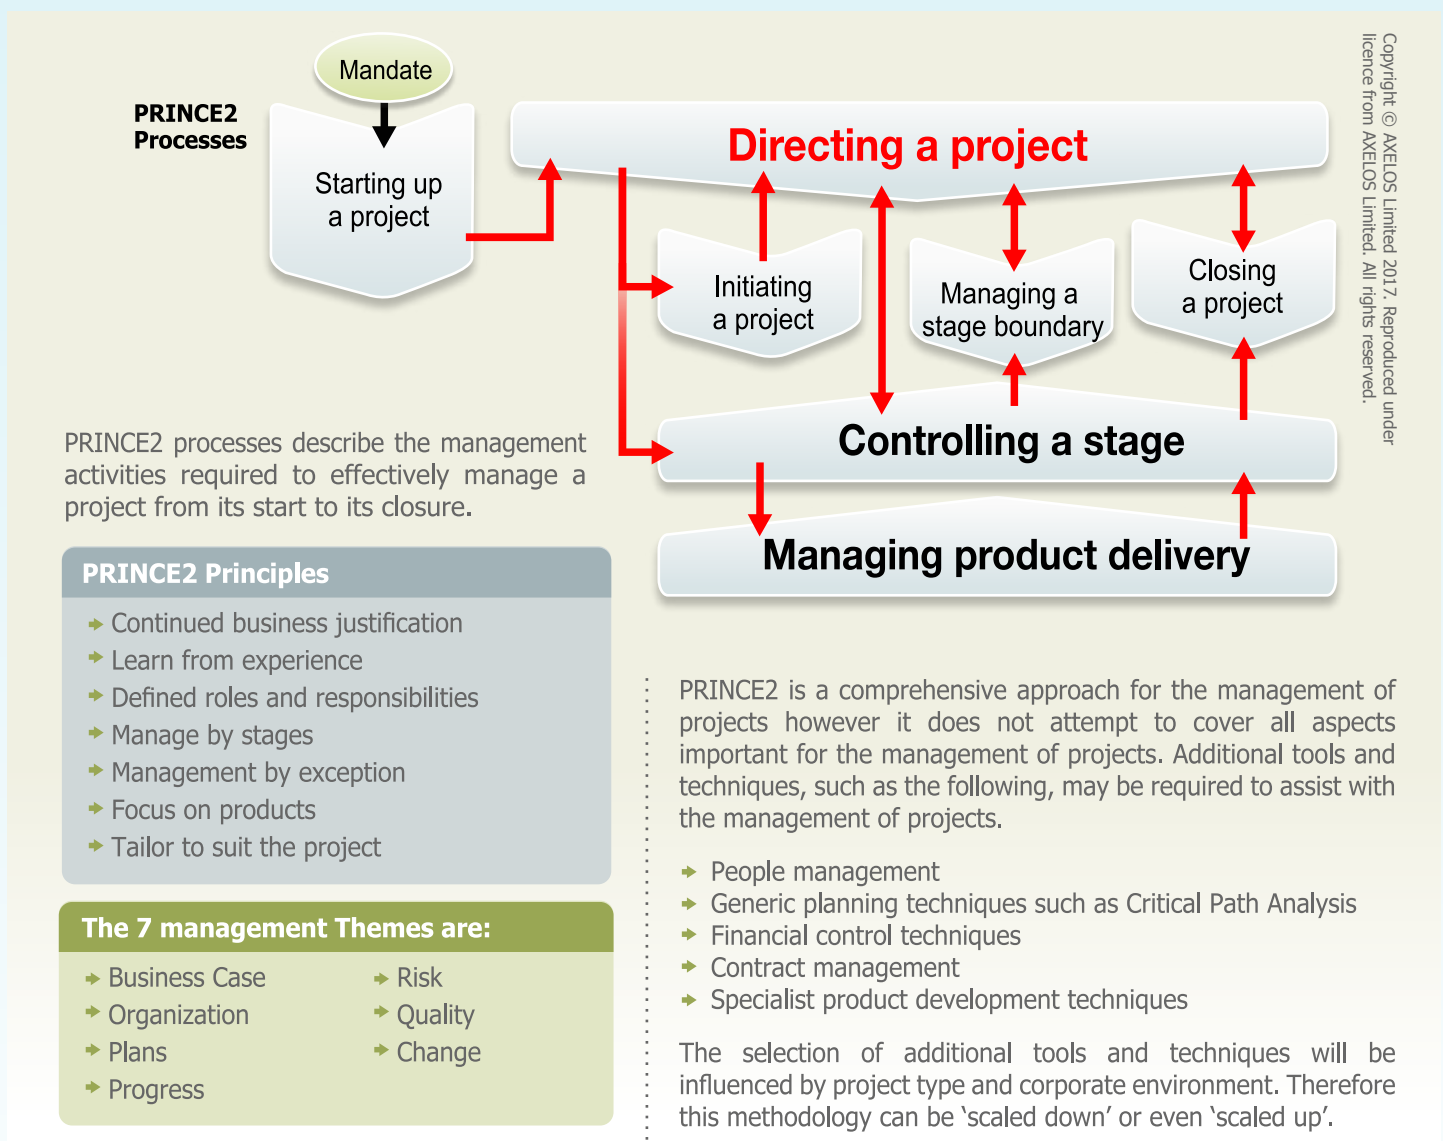 Mandate
PRINCE2
Processes
Starting up
a project
Directing a project
Initiating
a project
Managing a
stage boundary
Closing
a project
Controlling a stage
Managing product delivery
Copyright © AXELOS Limited 2017. Reproduced under
licence from AXELOS Limited. All rights reserved.
PRINCE2 processes describe the management
activities required to effectively manage a
project from its start to its closure.
PRINCE2 Principles
Continued business justification
Learn from experience
Defined roles and responsibilities
Manage by stages
Management by exception
Focus on products
Tailor to suit the project
The 7 management Themes are:
Business Case
Organization
Plans
Progress
Risk
Quality
Change
PRINCE2 is a comprehensive approach for the management of
projects however it does not attempt to cover all aspects
important for the management of projects. Additional tools and
techniques, such as the following, may be required to assist with
the management of projects.
People management
Generic planning techniques such as Critical Path Analysis
Financial control techniques
Contract management
Specialist product development techniques
The selection of additional tools and techniques will be
influenced by project type and corporate environment. Therefore
this methodology can be ‘scaled down’ or even ‘scaled up’.